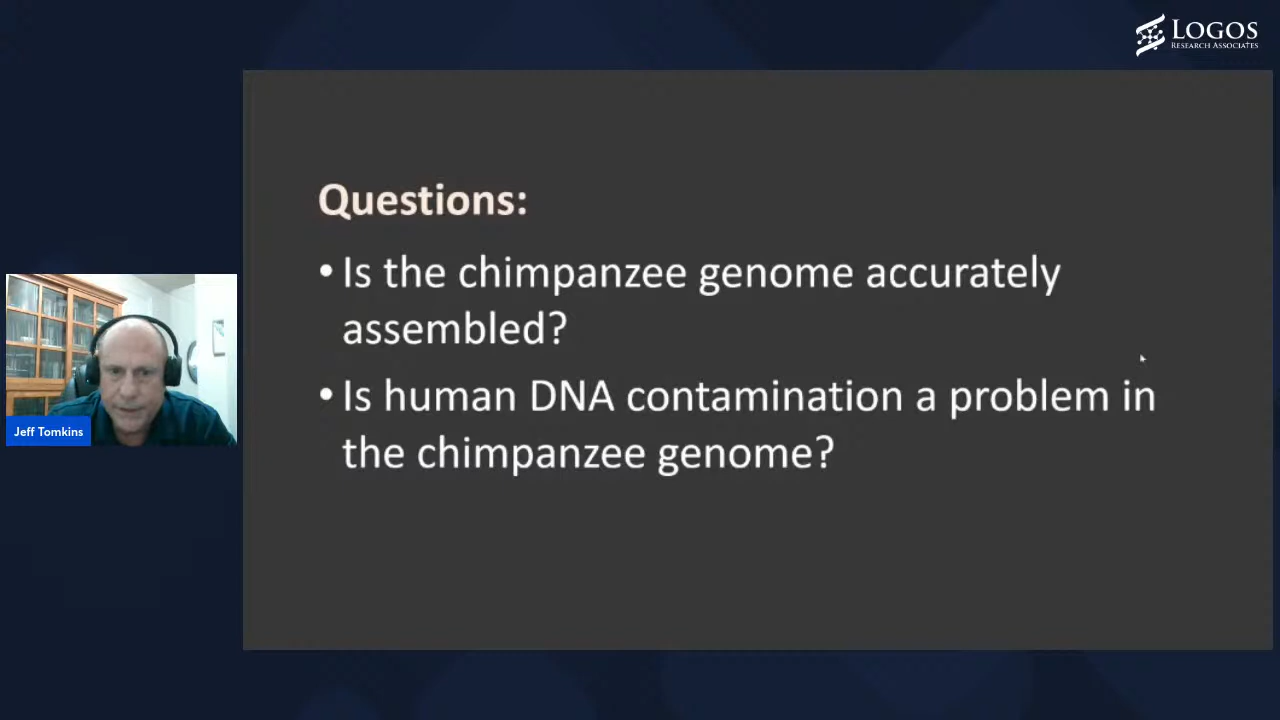 LOGOS
RESEARCH ASSOCIATES
Questions:
• Is the chimpanzee genome accurately
assembled?
• Is human DNA contamination a problem in
the chimpanzee genome?
Jeff Tomkins